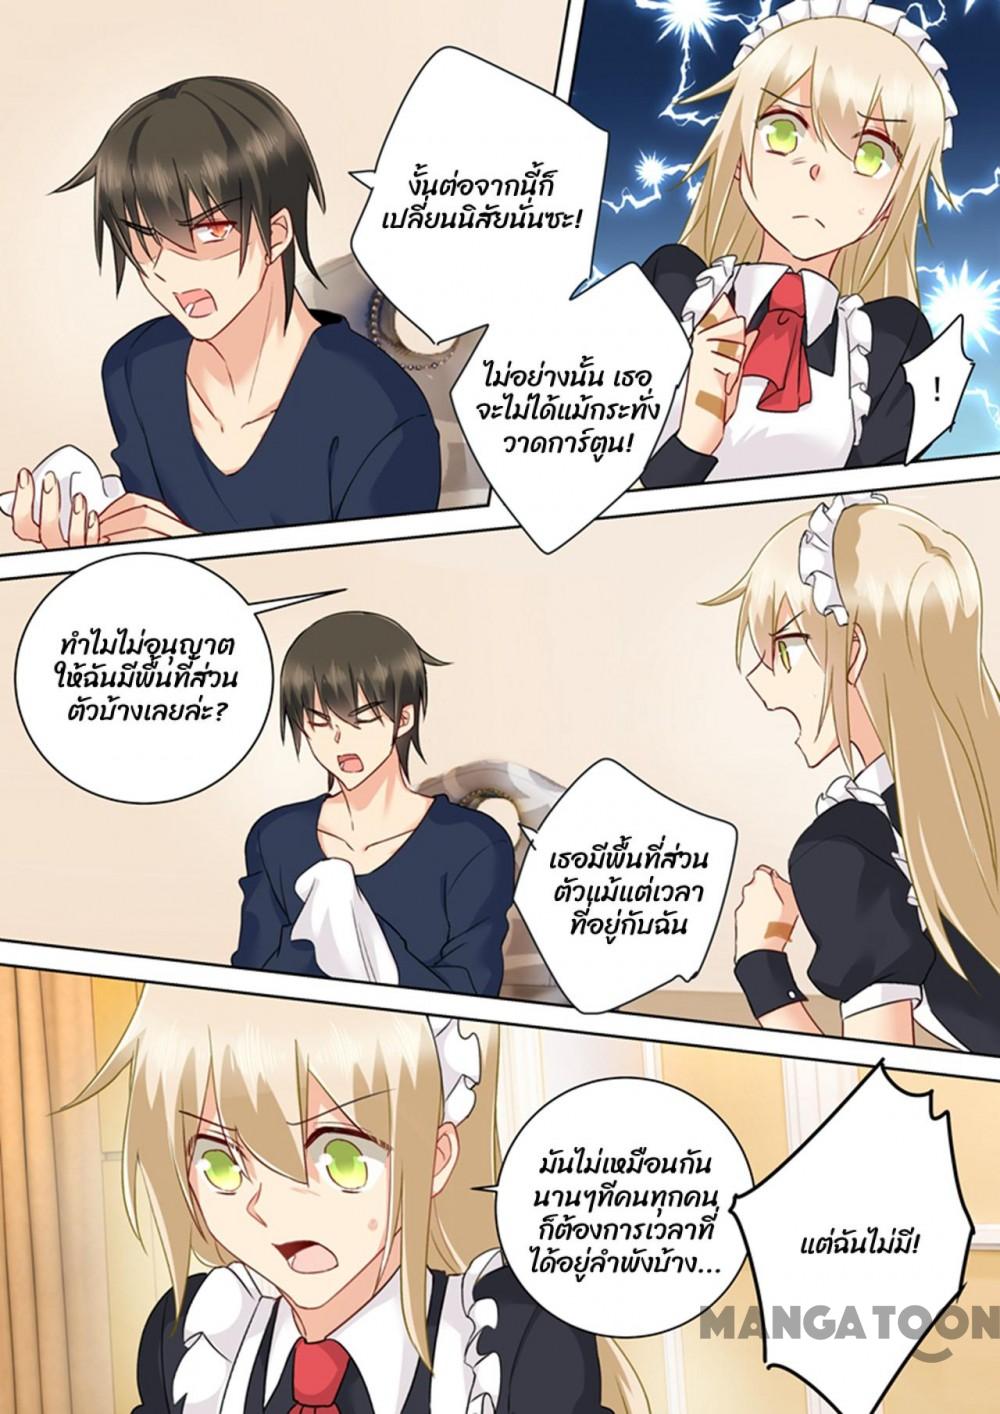 งั้นต่อจากนี้ก็
เปลี่ยนนิสัยนั่นซะ!
ไม่อย่างนั้น เธอ
จะไม่ได้แม้กระทั่ง
วาดการ์ตูน!
!
ทำไมไม่อนุญาต
ให้ฉันมีพื้นที่ส่วน
ตัวบ้างเลยล่ะ?
เธอมีพื้นที่ส่วน
ตัวแม้แต่เวลา
ที่อยู่กับฉัน
มันไม่เหมือนกัน
นานๆทีคนทุกคน
ก็ต้องการเวลาที่
ได้อยู่ลำพังบ้าง...
แต่ฉันไม่มี!
MANGATOON